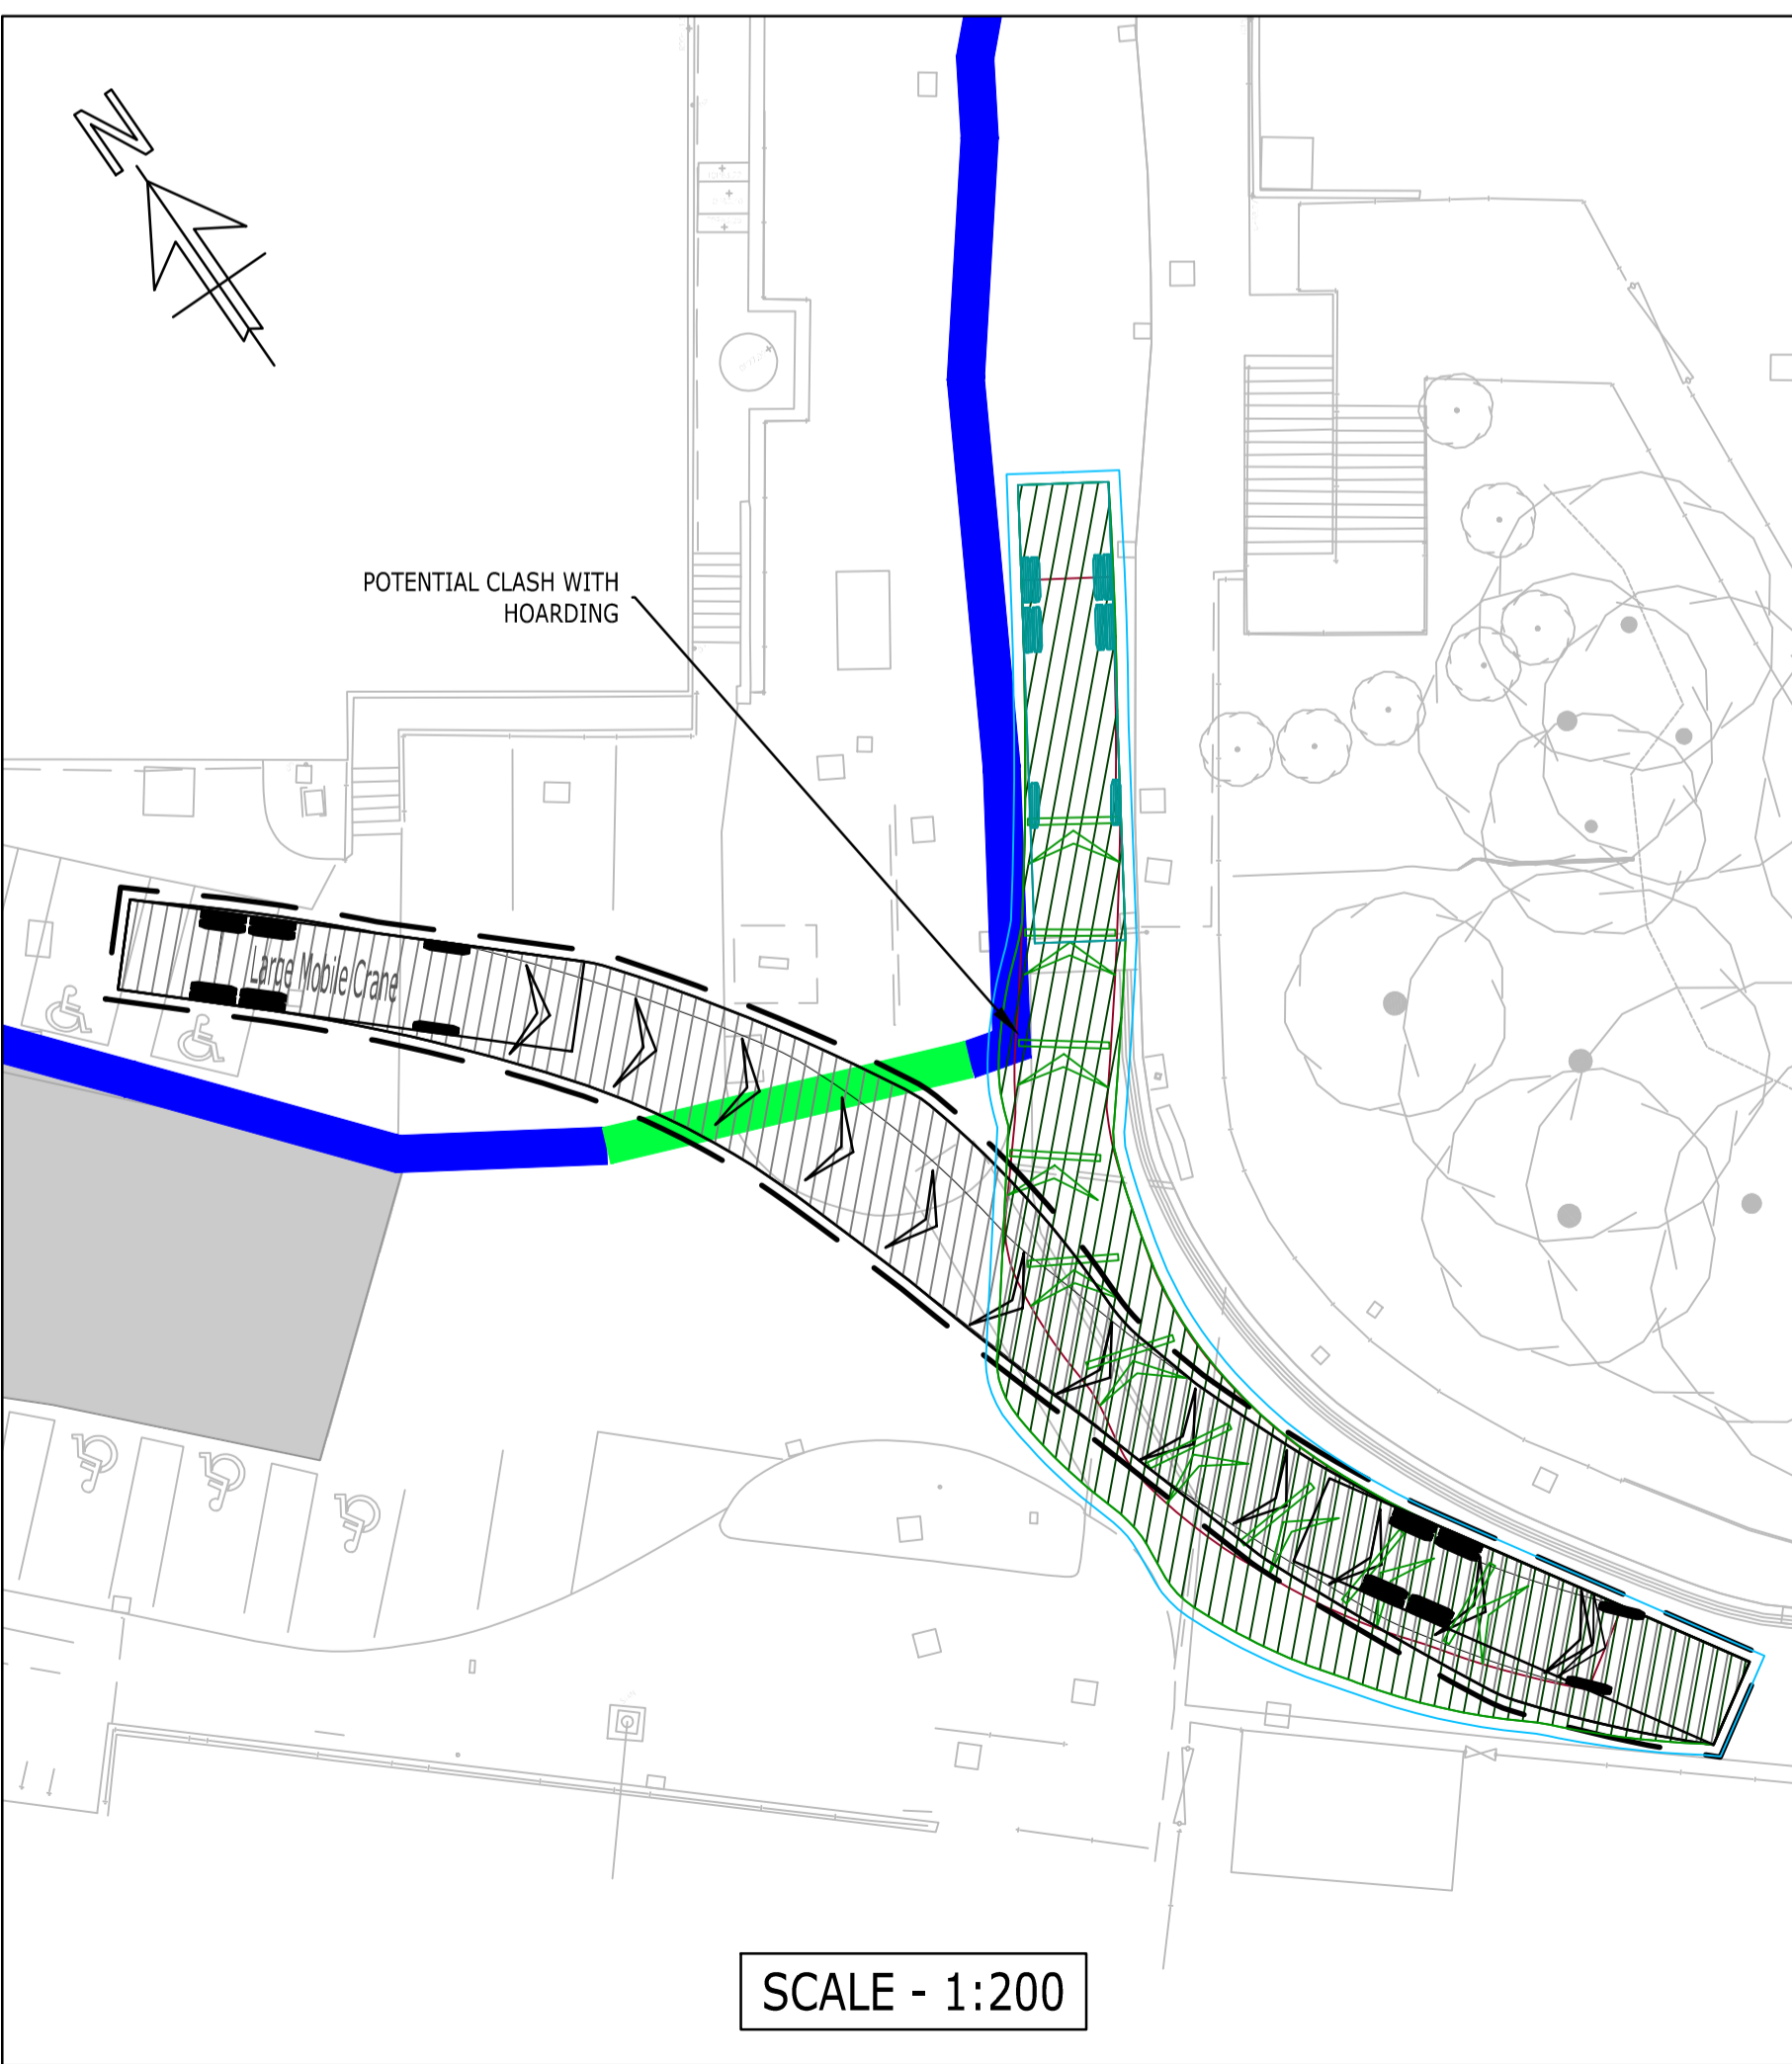 N
POTENTIAL CLASH WITH
HOARDING
Large Mobile Crane
SCALE - 1:200